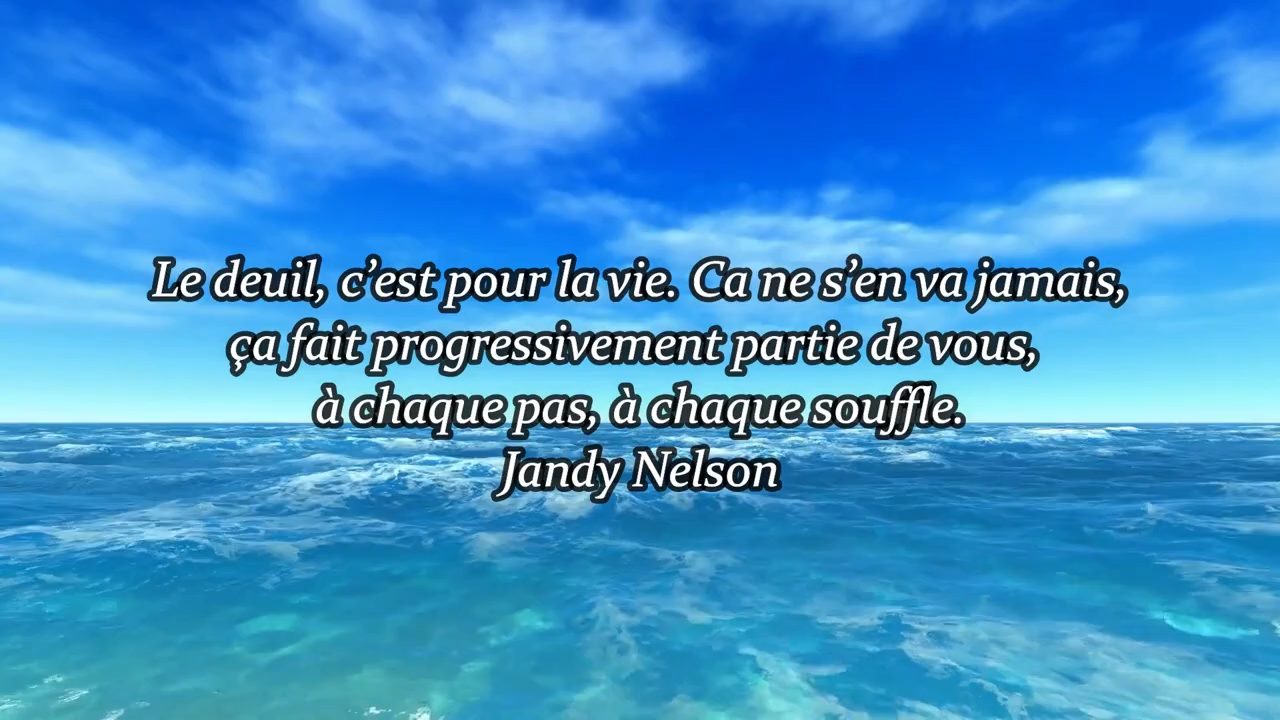 Le deuil, c’est pour la vie. Ca ne s’en va jamais,
ça fait progressivement partie de vous,
à chaque pas, à chaque souffle.
Jandy Nelson